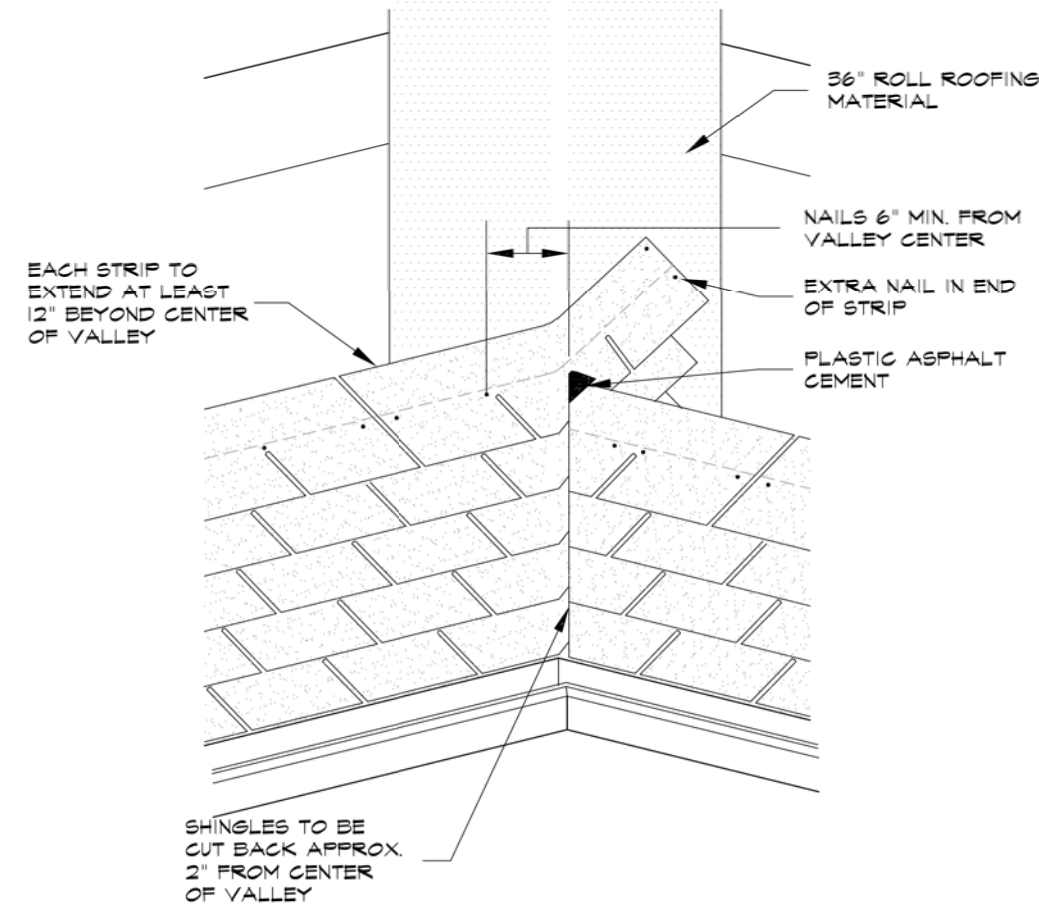 36" ROLL ROOFING
MATERIAL
NAILS 6" MIN. FROM
VALLEY CENTER
EACH STRIP TO
EXTEND AT LEAST
12" BEYOND CENTER
OF VALLEY
EXTRA NAIL IN END
OF STRIP
PLASTIC ASPHALT
CEMENT
SHINGLES TO BE
CUT BACK APPROX.
2" FROM CENTER
OF VALLEY